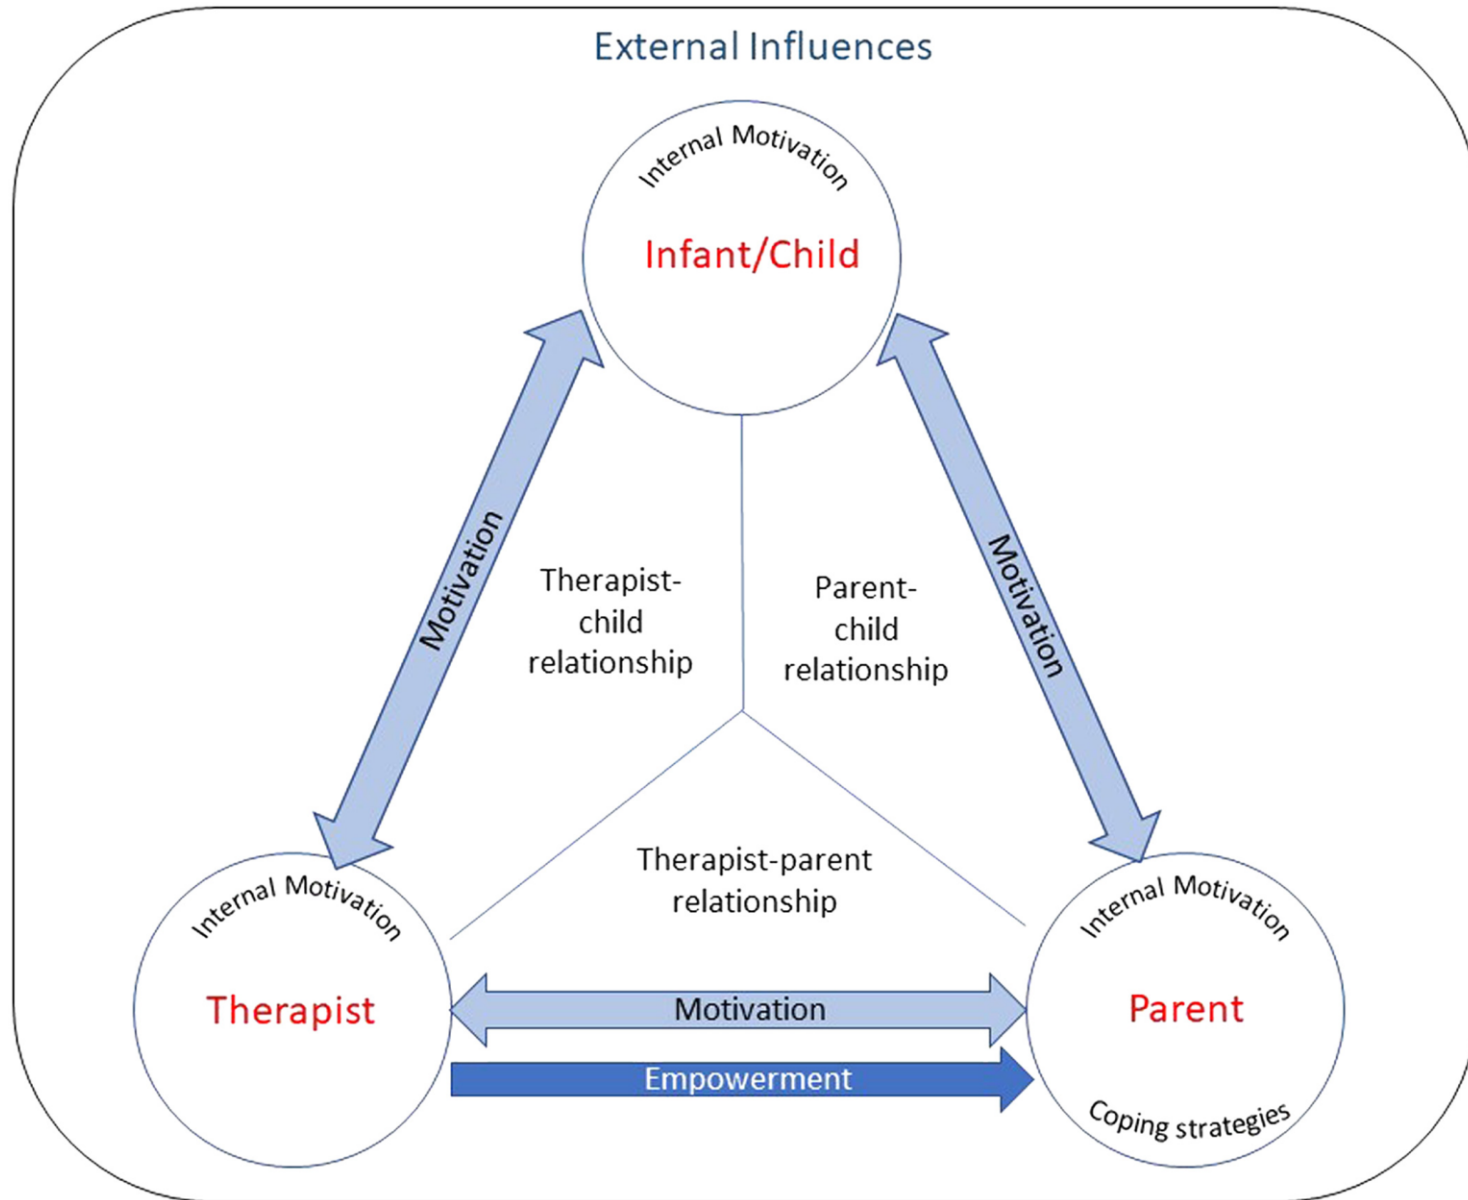 External Influences
Internal Motivation
Infant/Child
Motivation
Motivation
Therapist-
child
relationship
Parent-
child
relationship
Therapist-parent
relationship
Internal Motivation
Therapist
Internal Motivation
Parent
Coping strategies
Motivation
Empowerment